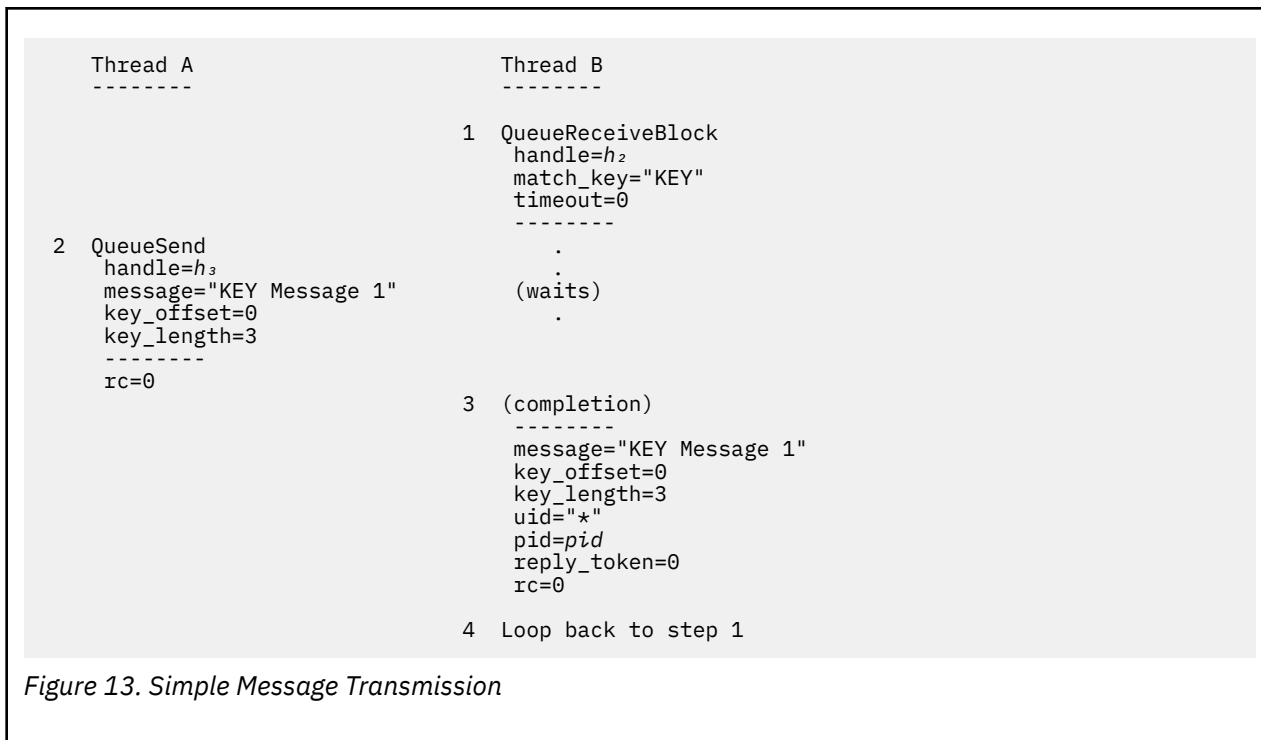 Thread A Thread B
-------- --------
1 QueueReceiveBlock
handle=h₂
match_key="KEY"
timeout=0
--------
2 QueueSend .
handle=h₃ .
message="KEY Message 1" (waits)
key_offset=0 .
key_length=3
--------
rc=0
3 (completion)
--------
message="KEY Message 1"
key_offset=0
key_length=3
uid="*"
pid=pid
reply_token=0
rc=0
4 Loop back to step 1
Figure 13. Simple Message Transmission